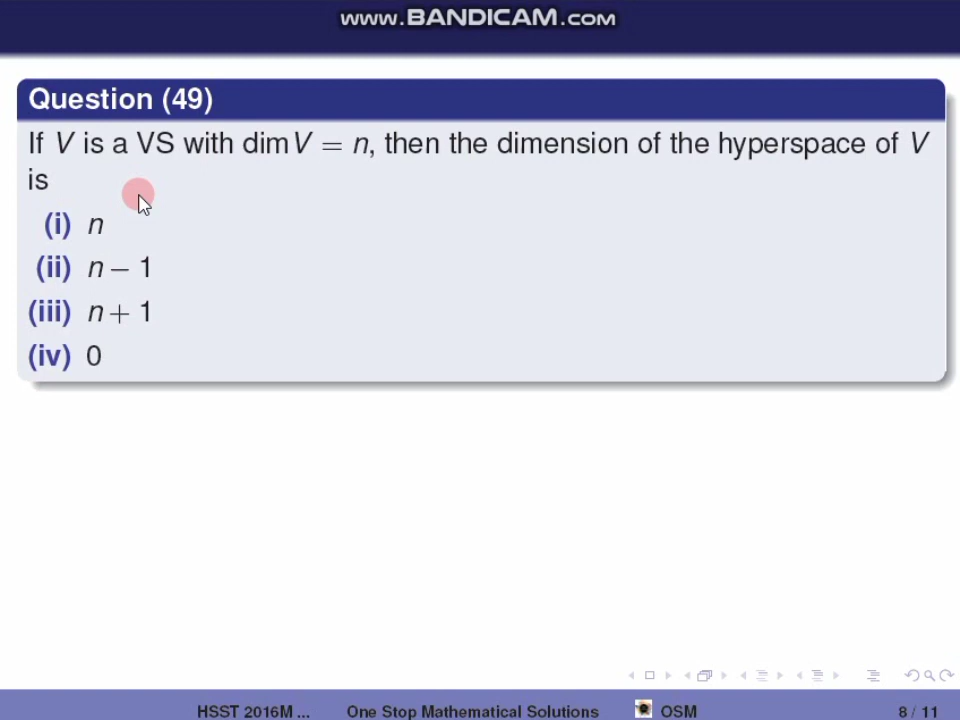 www.BANDICAM.com
Question (49)
If V is a VS with dim V = n, then the dimension of the hyperspace of V
is
(i) n
(ii) n − 1
(iii) n + 1
(iv) 0
HSST 2016M ... One Stop Mathematical Solutions OSM 8 / 11